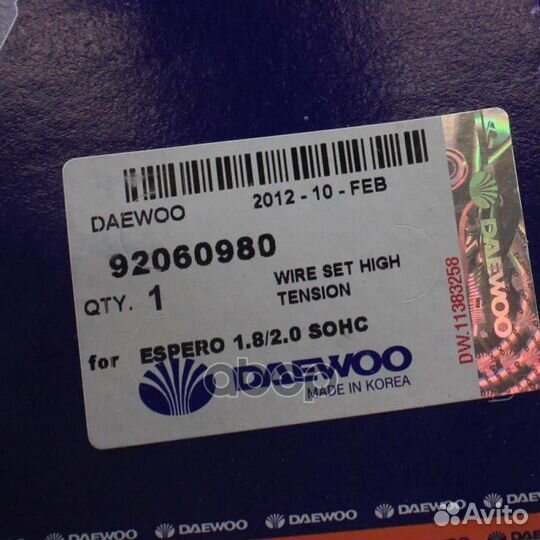 DAEWOO
2012 - 10 - FEB
92060980
QTY. 1
WIRE SET HIGH
TENSION
for ESPERO 1.8/2.0 SOHC
DAEWOO
MADE IN KOREA
DW.11383258
DAEWOO
DAEWOO DAEWOO DAEWOO DAEWOO
Avito